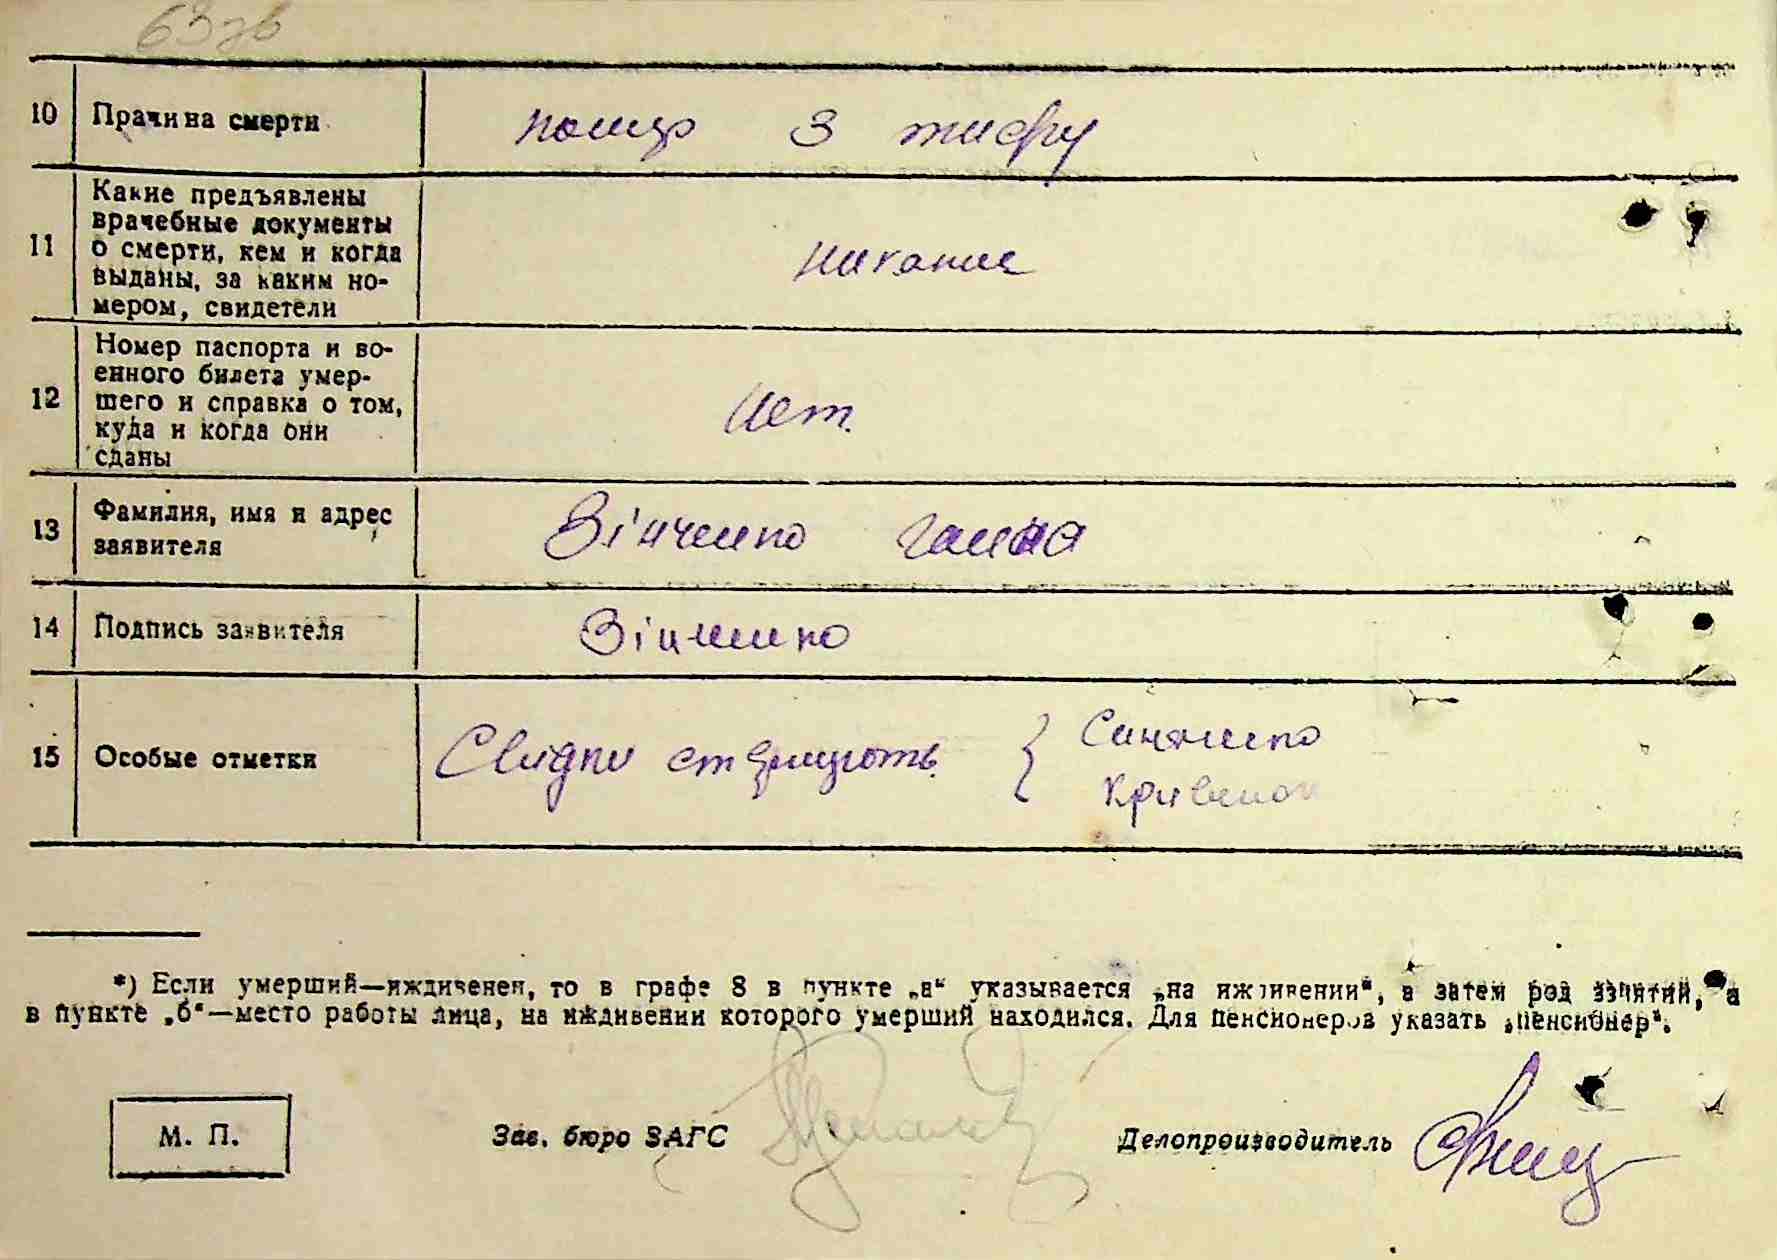 63
10 Причина смерти помер з тифу
11 Какие предъявлены
врачебные документы
о смерти, кем и когда
выданы, за каким но-
мером, свидетели
никакие
12 Номер паспорта и во-
енного билета умер-
шего и справка о том,
куда и когда они
сданы
Нет.
13 Фамилия, имя и адрес
заявителя
Зінченко Ганна
14 Подпись заявителя Зінченко
15 Особые отметки Свидки стверджують {
*) Если умерший—иждивенец, то в графе 8 в пункте „а“ указывается „на иждивении“, а затем род занятий, а
в пункте „б“—место работы лица, на иждивении которого умерший находился. Для пенсионеров указать „пенсионер“.
М. П. Зав. бюро ЗАГС Делопроизводитель